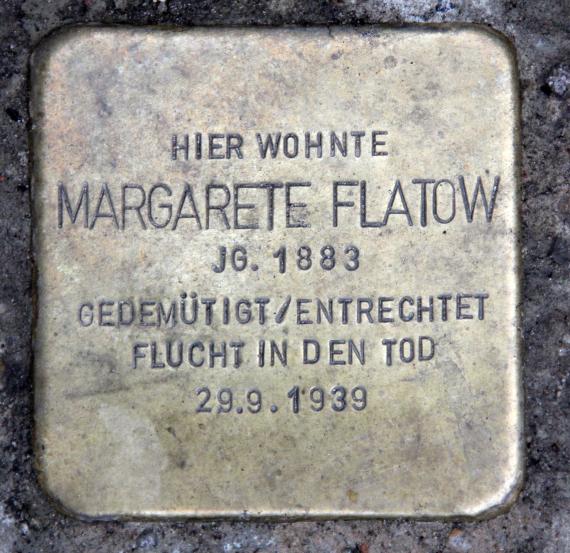 HIER WOHNTE
MARGARETE FLATOW
JG. 1883
GEDEMÜTIGT/ENTRECHTET
FLUCHT IN DEN TOD
29.9.1939